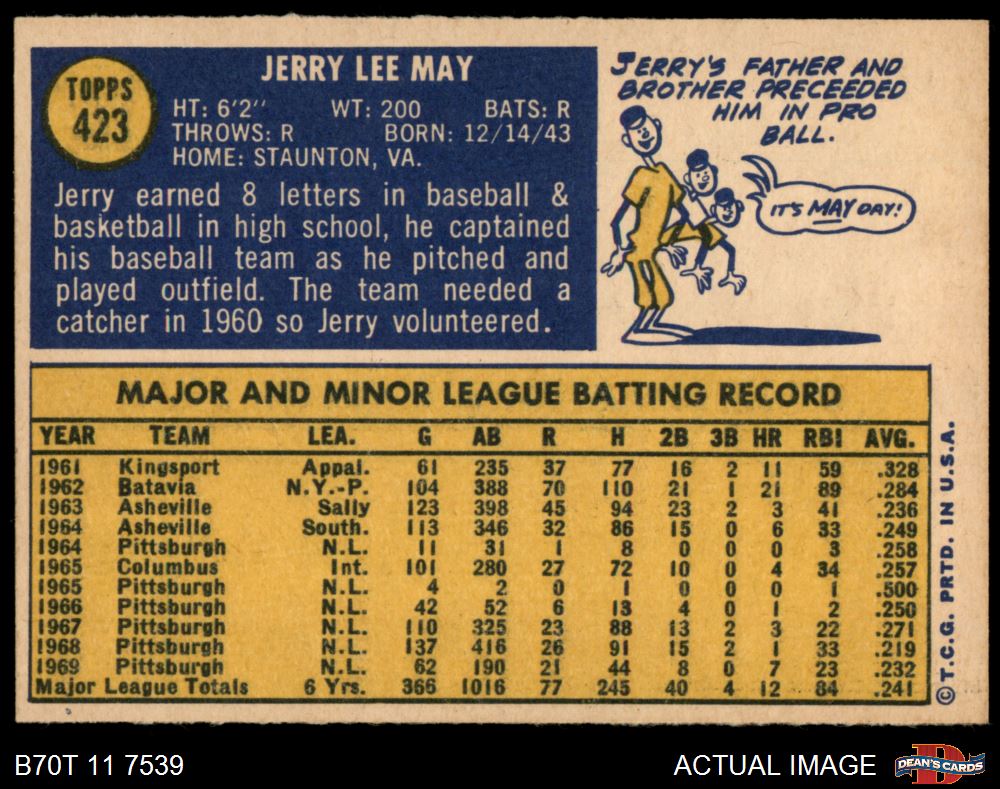 TOPPS
423
JERRY LEE MAY
HT: 6'2" WT: 200 BATS: R
THROWS: R BORN: 12/14/43
HOME: STAUNTON, VA.
Jerry earned 8 letters in baseball &
basketball in high school, he captained
his baseball team as he pitched and
played outfield. The team needed a
catcher in 1960 so Jerry volunteered.
JERRY'S FATHER AND
BROTHER PRECEEDED
HIM IN PRO
BALL.
IT'S MAY DAY!
MAJOR AND MINOR LEAGUE BATTING RECORD
YEAR TEAM LEA. G AB R H 2B 3B HR RBI AVG.
1961 Kingsport Appal. 61 235 37 77 16 2 11 59 .328
1962 Batavia N.Y.-P. 104 388 70 110 21 1 21 89 .284
1963 Asheville Sally 123 398 45 94 23 2 3 41 .236
1964 Asheville South. 113 346 32 86 15 0 6 33 .249
1964 Pittsburgh N.L. 11 31 1 8 0 0 0 3 .258
1965 Columbus Int. 101 280 27 72 10 0 4 34 .257
1965 Pittsburgh N.L. 4 2 0 1 0 0 0 1 .500
1966 Pittsburgh N.L. 42 52 6 13 4 0 1 2 .250
1967 Pittsburgh N.L. 110 325 23 88 13 2 3 22 .271
1968 Pittsburgh N.L. 137 416 26 91 15 2 1 33 .219
1969 Pittsburgh N.L. 62 190 21 44 8 0 7 23 .232
Major League Totals 6 Yrs. 366 1016 77 245 40 4 12 84 .241
© T.C.G. PRTD. IN U.S.A.
B70T 11 7539
ACTUAL IMAGE
DEAN'S CARDS